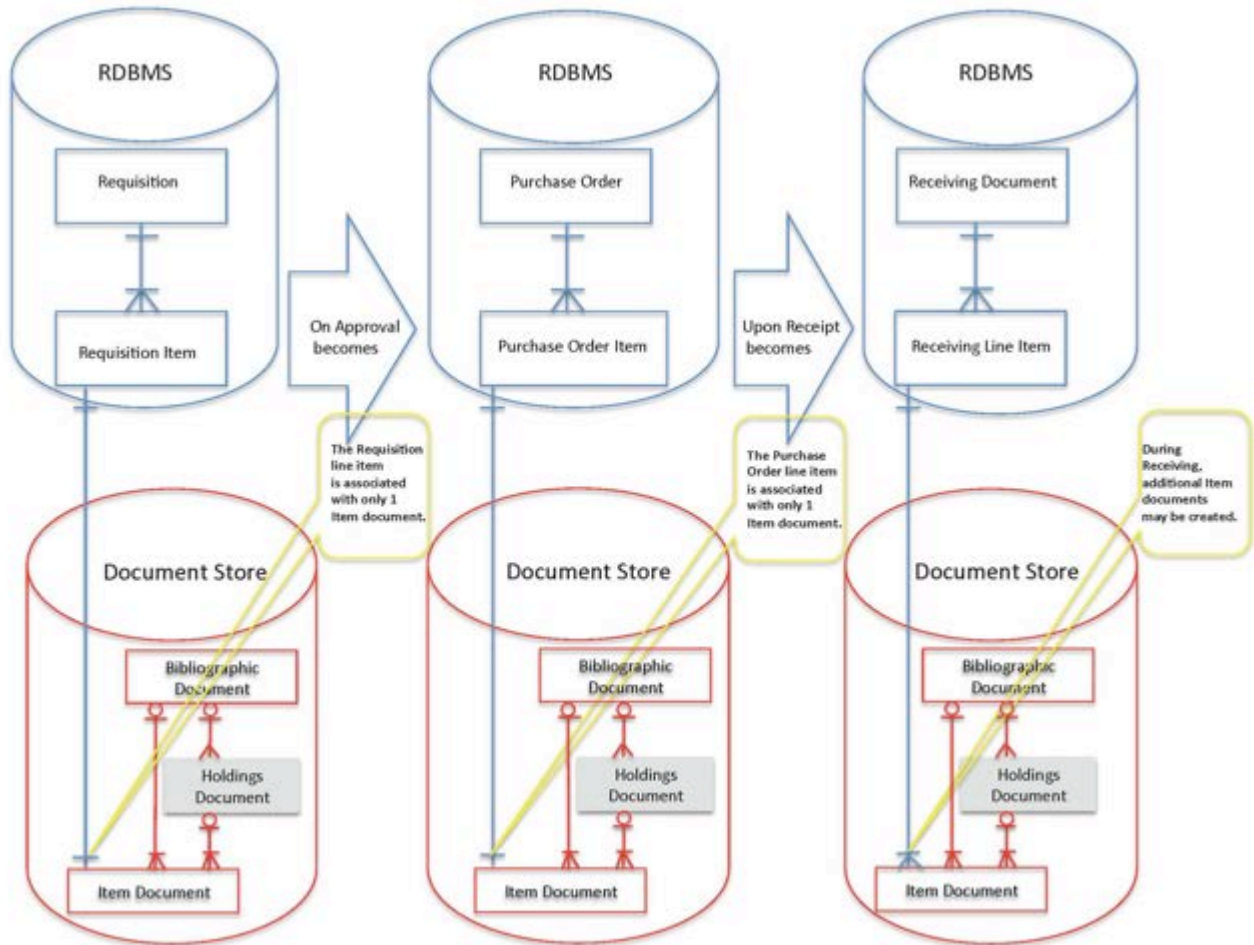 RDBMS
Requisition
Requisition Item
On Approval
becomes
RDBMS
Purchase Order
Purchase Order Item
Upon Receipt
becomes
RDBMS
Receiving Document
Receiving Line Item
The Requisition
line item
is associated
with only 1
Item document.
The Purchase
Order line item
is associated
with only 1
Item document.
During
Receiving,
additional Item
documents
may be created.
Document Store
Bibliographic
Document
Holdings
Document
Item Document
Document Store
Bibliographic
Document
Holdings
Document
Item Document
Document Store
Bibliographic
Document
Holdings
Document
Item Document